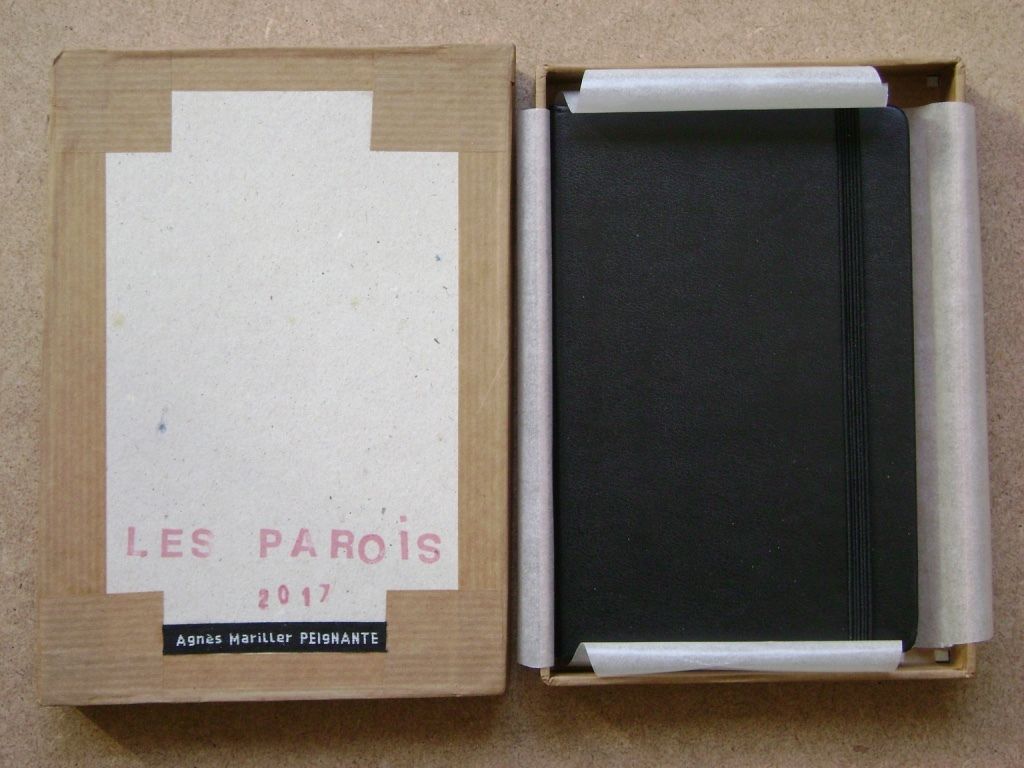 LES PAROiS
2017
Agnès Mariller PEIGNANTE